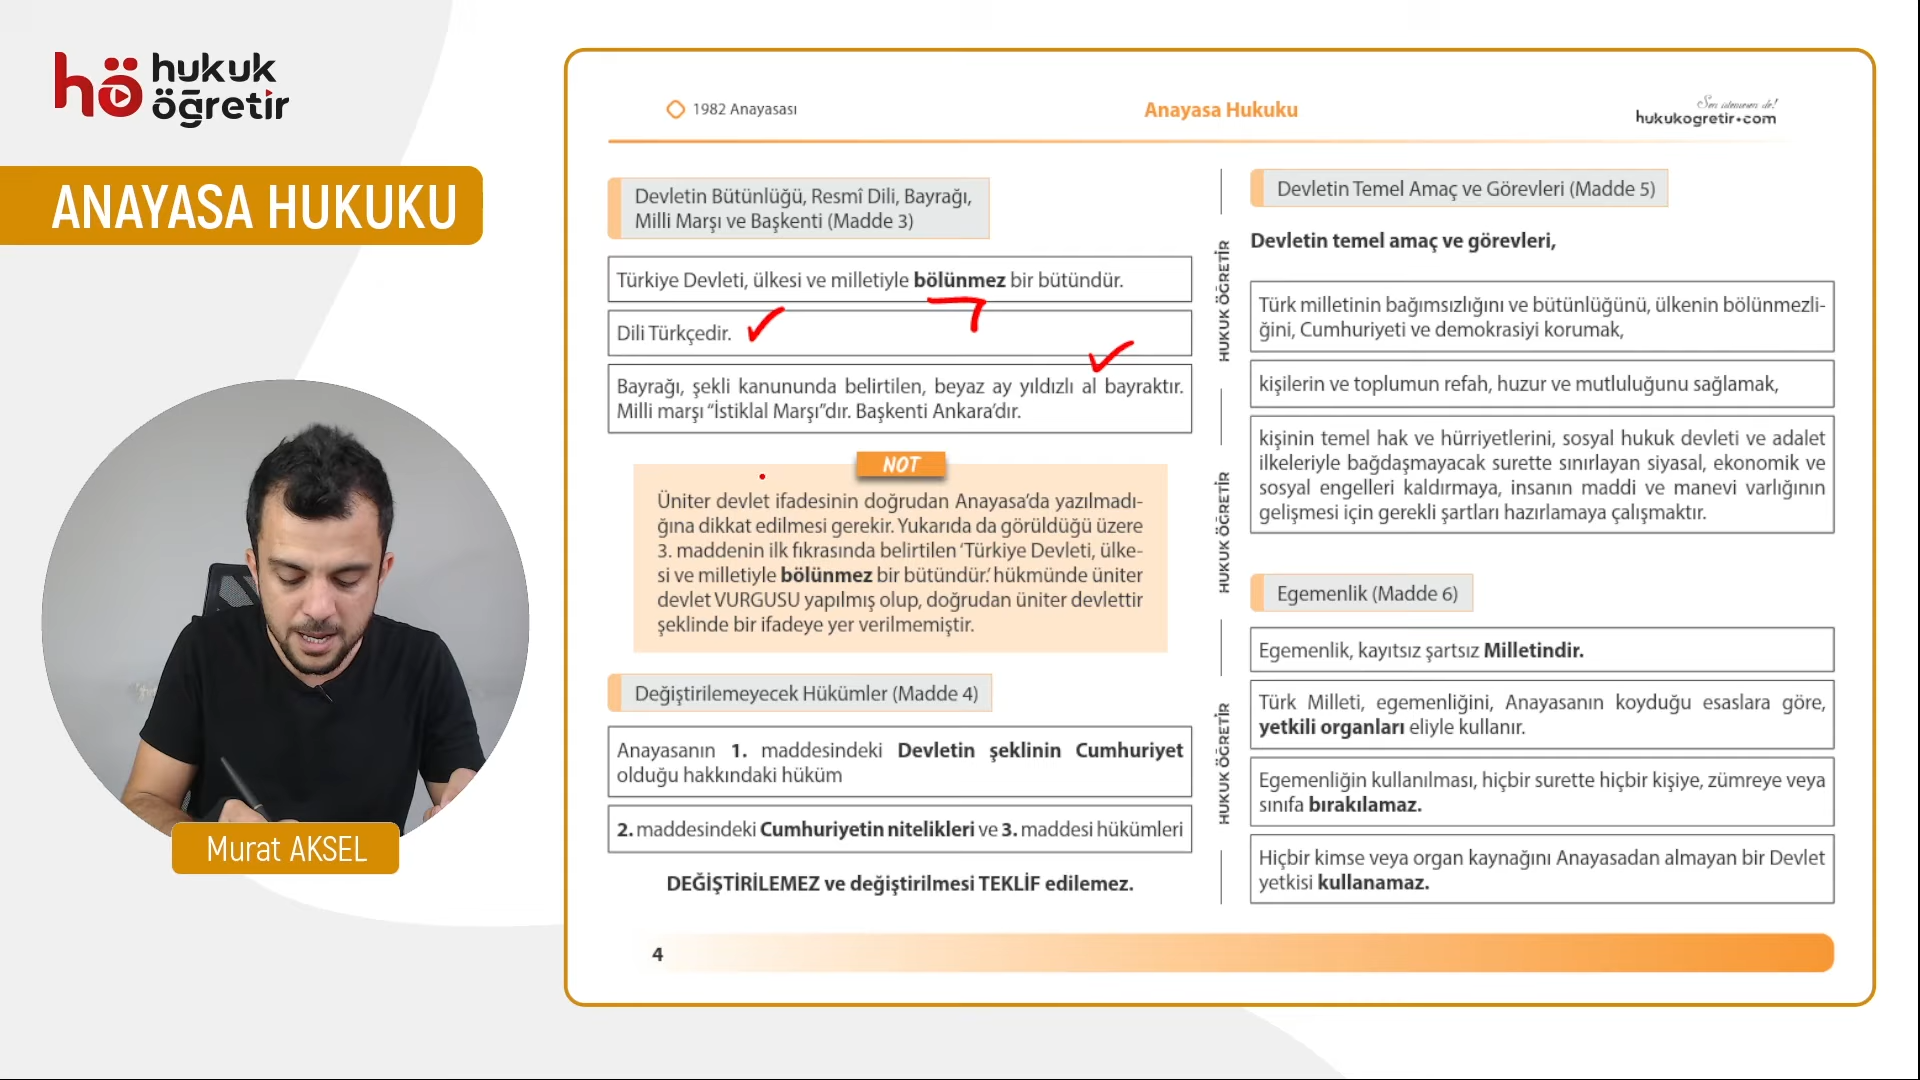 hö hukuk
öğretir
ANAYASA HUKUKU
Murat AKSEL
1982 Anayasası
Anayasa Hukuku
hukukogretir.com
Devletin Bütünlüğü, Resmî Dili, Bayrağı,
Milli Marşı ve Başkenti (Madde 3)
Türkiye Devleti, ülkesi ve milletiyle bölünmez bir bütündür.
Dili Türkçedir.
Bayrağı, şekli kanununda belirtilen, beyaz ay yıldızlı al bayraktır.
Milli marşı “İstiklal Marşı”dır. Başkenti Ankara’dır.
NOT
Üniter devlet ifadesinin doğrudan Anayasa’da yazılmadı-
ğına dikkat edilmesi gerekir. Yukarıda da görüldüğü üzere
3. maddenin ilk fıkrasında belirtilen ‘Türkiye Devleti, ülke-
si ve milletiyle bölünmez bir bütündür.’ hükmünde üniter
devlet VURGUSU yapılmış olup, doğrudan üniter devlettir
şeklinde bir ifadeye yer verilmemiştir.
Değiştirilemeyecek Hükümler (Madde 4)
Anayasanın 1. maddesindeki Devletin şeklinin Cumhuriyet
olduğu hakkındaki hüküm
2. maddesindeki Cumhuriyetin nitelikleri ve 3. maddesi hükümleri
DEĞİŞTİRİLEMEZ ve değiştirilmesi TEKLİF edilemez.
HUKUK ÖĞRETİR
HUKUK ÖĞRETİR
HUKUK ÖĞRETİR
Devletin Temel Amaç ve Görevleri (Madde 5)
Devletin temel amaç ve görevleri,
Türk milletinin bağımsızlığını ve bütünlüğünü, ülkenin bölünmezli-
ğini, Cumhuriyeti ve demokrasiyi korumak,
kişilerin ve toplumun refah, huzur ve mutluluğunu sağlamak,
kişinin temel hak ve hürriyetlerini, sosyal hukuk devleti ve adalet
ilkeleriyle bağdaşmayacak surette sınırlayan siyasal, ekonomik ve
sosyal engelleri kaldırmaya, insanın maddi ve manevi varlığının
gelişmesi için gerekli şartları hazırlamaya çalışmaktır.
Egemenlik (Madde 6)
Egemenlik, kayıtsız şartsız Milletindir.
Türk Milleti, egemenliğini, Anayasanın koyduğu esaslara göre,
yetkili organları eliyle kullanır.
Egemenliğin kullanılması, hiçbir surette hiçbir kişiye, zümreye veya
sınıfa bırakılamaz.
Hiçbir kimse veya organ kaynağını Anayasadan almayan bir Devlet
yetkisi kullanamaz.
4